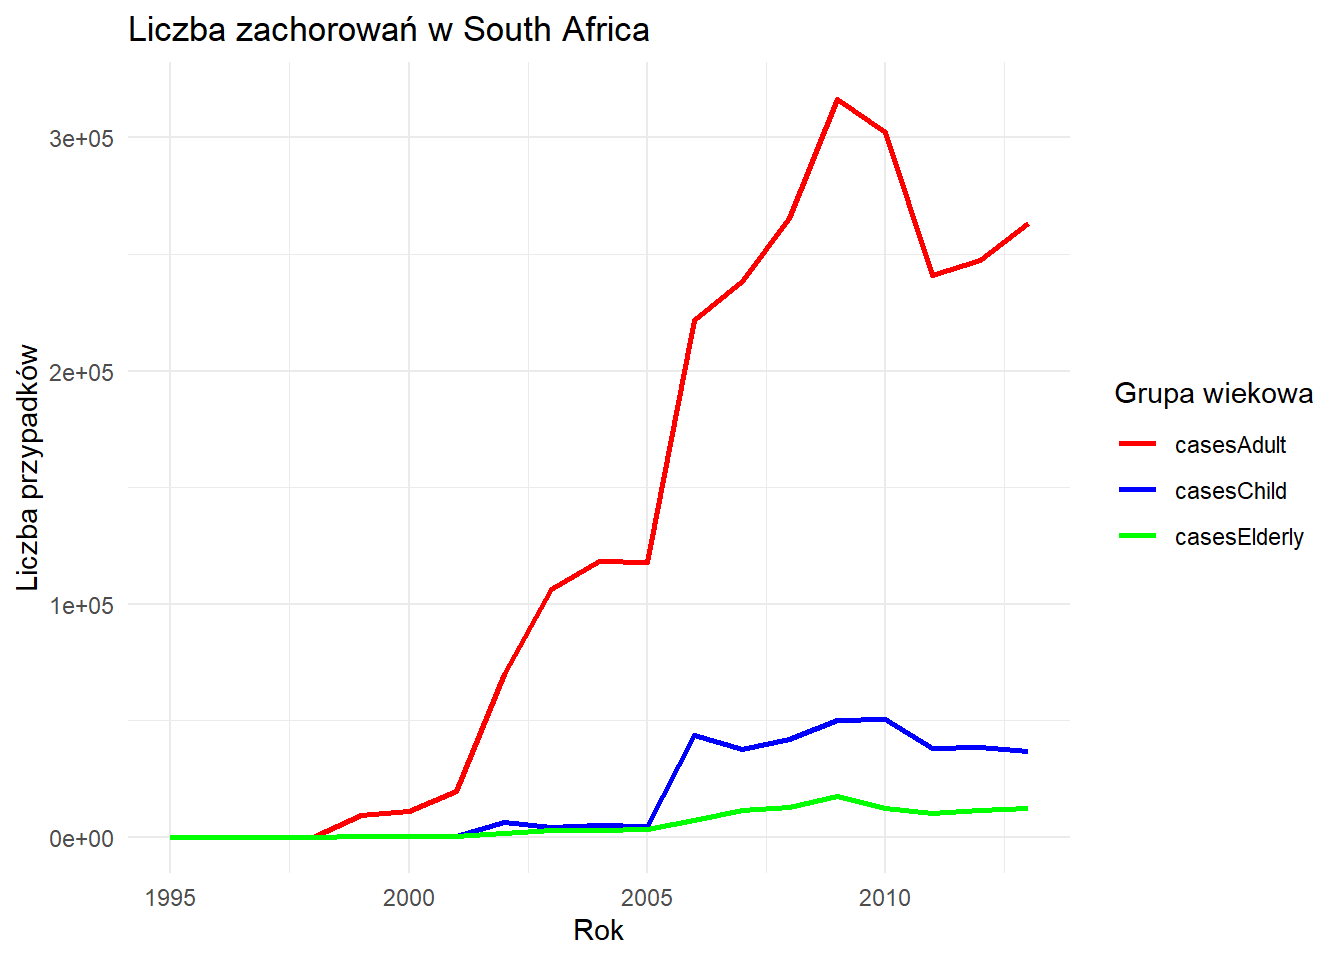 Liczba zachorowań w South Africa
3e+05
2e+05
1e+05
0e+00
Liczba przypadków
1995
2000
2005
2010
Rok
Grupa wiekowa
casesAdult
casesChild
casesElderly